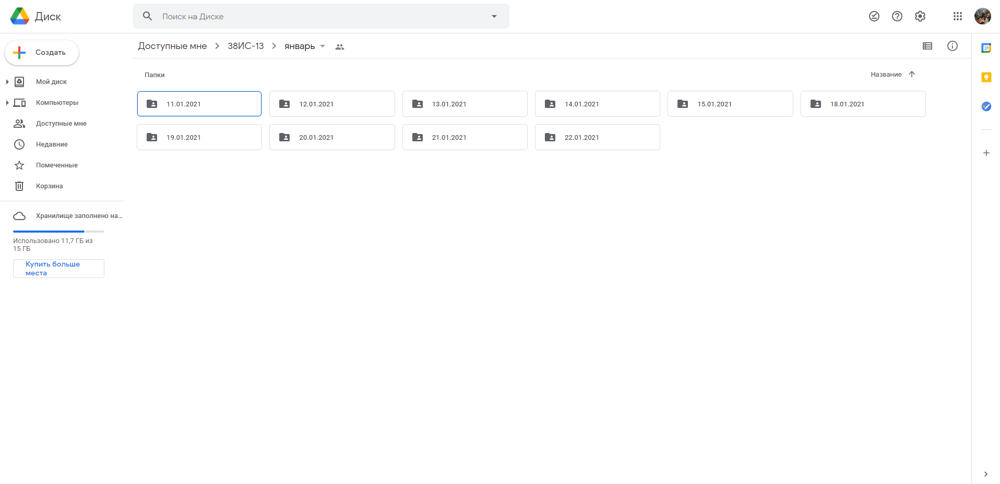 Диск
Поиск на Диске
Создать
Мой диск
Компьютеры
Доступные мне
Недавние
Помеченные
Корзина
Хранилище заполнено на...
Использовано 11,7 ГБ из
15 ГБ
Купить больше
места
Доступные мне
38ИС-13
январь
Папки
Название
11.01.2021
12.01.2021
13.01.2021
14.01.2021
15.01.2021
18.01.2021
19.01.2021
20.01.2021
21.01.2021
22.01.2021
31